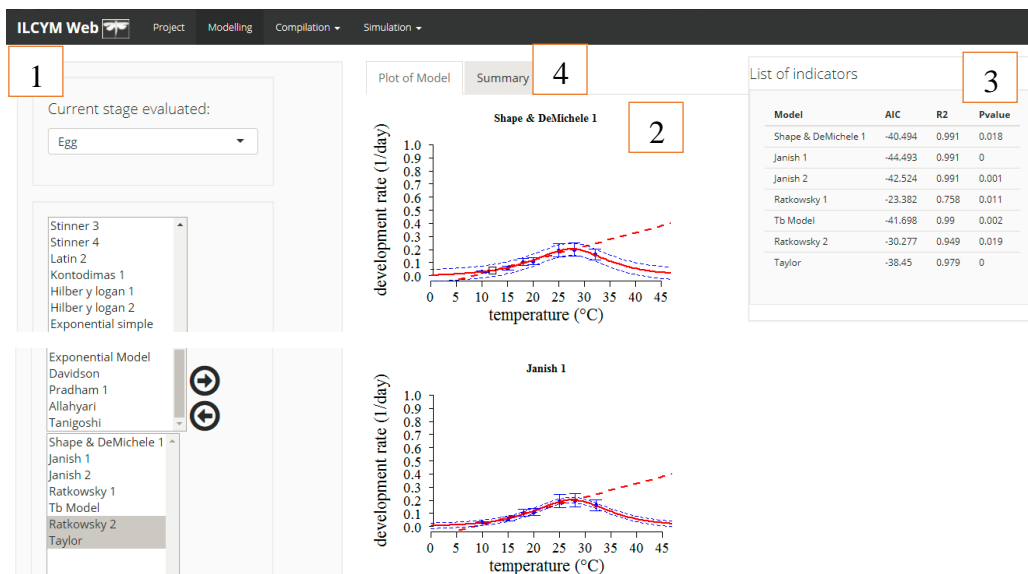 ILCYM Web Project Modelling Compilation Simulation
1
Current stage evaluated:
Egg
Stinner 3
Stinner 4
Latin 2
Kontodimas 1
Hilber y logan 1
Hilber y logan 2
Exponential simple
Exponential Model
Davidson
Pradham 1
Allahyari
Tanigoshi
Shape & DeMichele 1
Janish 1
Janish 2
Ratkowsky 1
Tb Model
Ratkowsky 2
Taylor
Plot of Model Summary
4
2
Shape & DeMichele 1
development rate (1/day)
1.0
0.9
0.8
0.7
0.6
0.5
0.4
0.3
0.2
0.1
0.0
0 5 10 15 20 25 30 35 40 45
temperature (°C)
Janish 1
development rate (1/day)
1.0
0.9
0.8
0.7
0.6
0.5
0.4
0.3
0.2
0.1
0.0
0 5 10 15 20 25 30 35 40 45
temperature (°C)
List of indicators
3
Model AIC R2 Pvalue
Shape & DeMichele 1 -40.494 0.991 0.018
Janish 1 -44.493 0.991 0
Janish 2 -42.524 0.991 0.001
Ratkowsky 1 -23.382 0.758 0.011
Tb Model -41.698 0.99 0.002
Ratkowsky 2 -30.277 0.949 0.019
Taylor -38.45 0.979 0